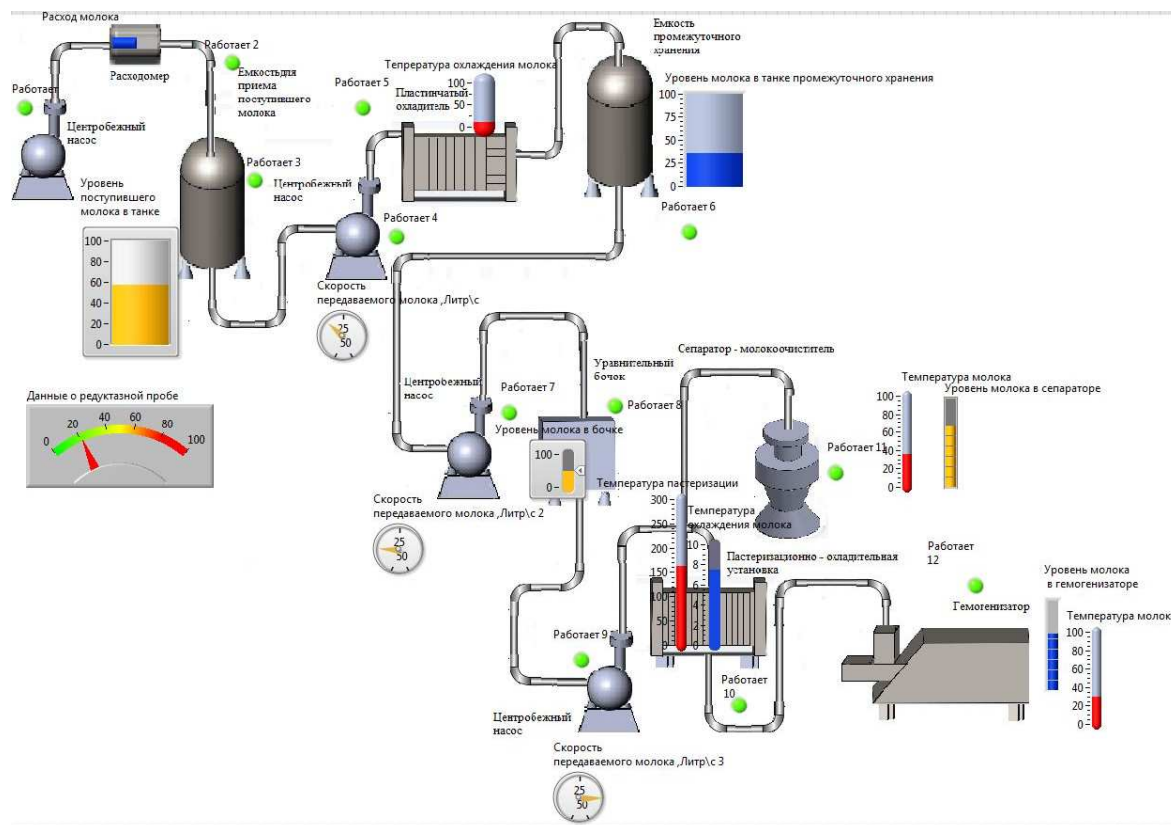 Расход молока
Расходомер
Работает 2
Работает
Центробежный
насос
Емкостьдля
приема
поступившего
молока
Работает 3
Уровень
поступившего
молока в танке
100
80
60
40
20
0
Центробежный
насос
Работает 5
Тепрература охлаждения молока
Пластинчатый
охладитель
100
50
0
Работает 4
Емкость
промежуточного
хранения
Уровень молока в танке промежуточного хранения
100
75
50
25
0
Работает 6
Скорость
передаваемого молока ,Литр\с
25
50
Данные о редуктазной пробе
0
20
40
60
80
100
Центробежный
насос
Работает 7
Уравнительный
бочок
Работает 8
Уровень молока в бочке
100
0
Скорость
передаваемого молока ,Литр\с 2
25
50
Сепаратор - молокоочиститель
Работает 11
Температура молока
100
80
60
40
20
0
Уровень молока в сепараторе
Температура пастеризации
300
250
200
150
100
50
0
Температура
охлаждения молока
10
8
6
4
2
0
Пастеризационно - охладительная
установка
Работает 9
Центробежный
насос
Работает
10
Скорость
передаваемого молока ,Литр\с 3
25
50
Работает
12
Гемогенизатор
Уровень молока
в гемогенизаторе
Температура молок
100
80
60
40
20
0